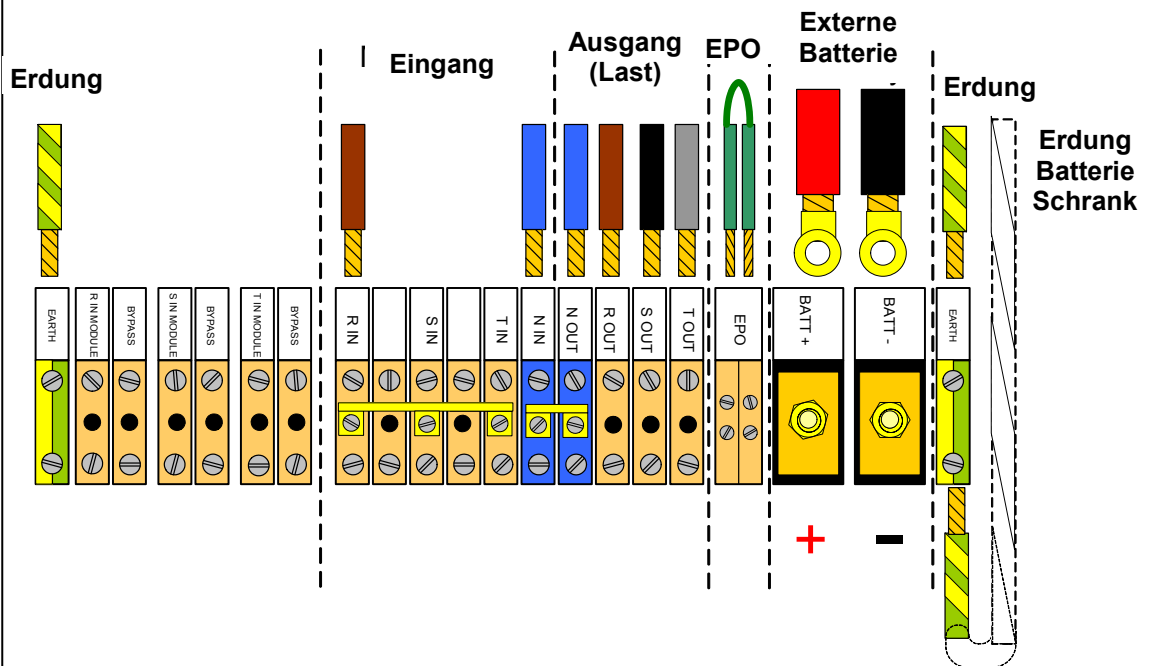 Erdung
Eingang
Ausgang
(Last)
EPO
Externe
Batterie
Erdung
Erdung
Batterie
Schrank
EARTH
R IN MODULE
BYPASS
S IN MODULE
BYPASS
T IN MODULE
BYPASS
R IN
S IN
T IN
N IN
N OUT
R OUT
S OUT
T OUT
EPO
BATT +
BATT -
EARTH
+
-